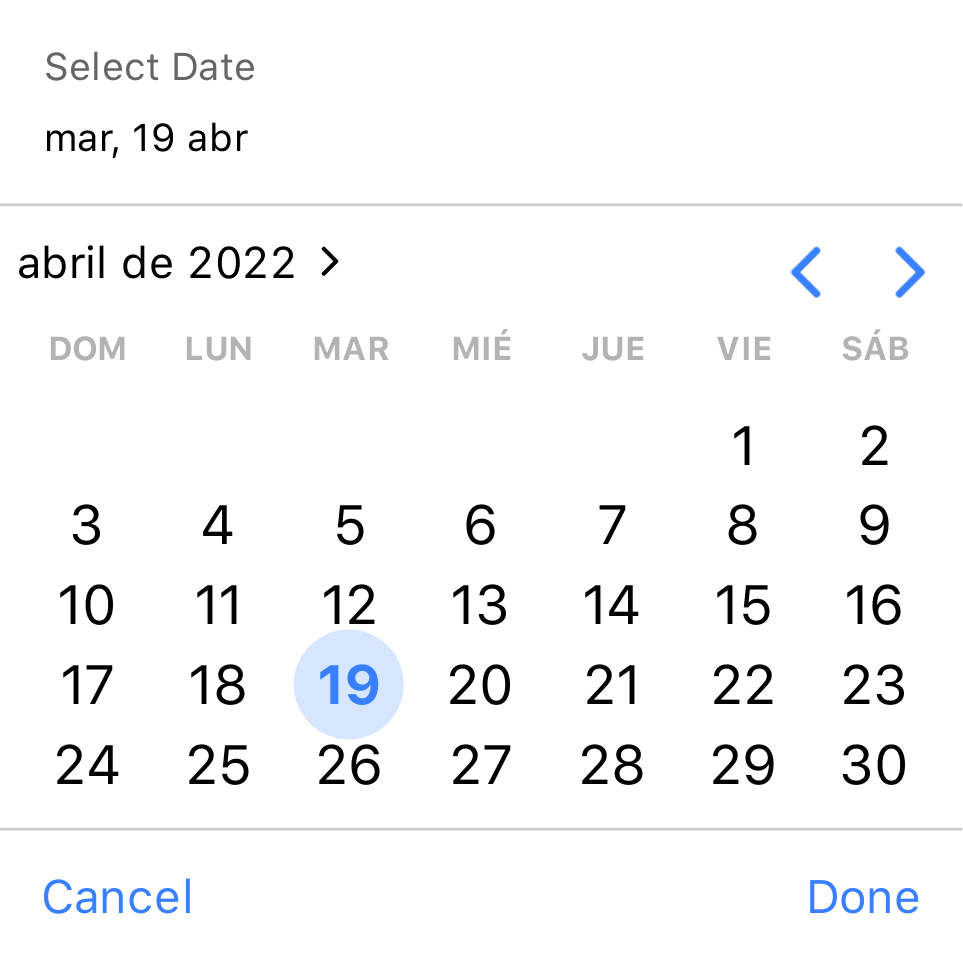 Select Date
mar, 19 abr
abril de 2022 >
DOM LUN MAR MIÉ JUE VIE SÁB
1 2
3 4 5 6 7 8 9
10 11 12 13 14 15 16
17 18 19 20 21 22 23
24 25 26 27 28 29 30
Cancel Done